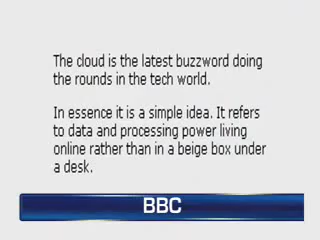 The cloud is the latest buzzword doing
the rounds in the tech world.
In essence it is a simple idea. It refers
to data and processing power living
online rather than in a beige box under
a desk.
BBC